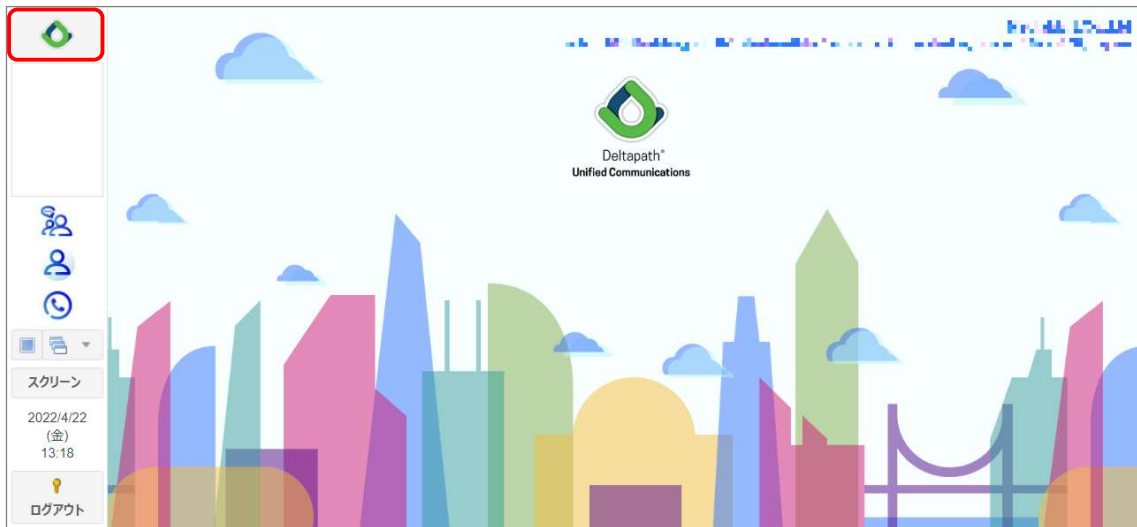 Deltapath®
Unified Communications
スクリーン
2022/4/22
(金)
13:18
ログアウト